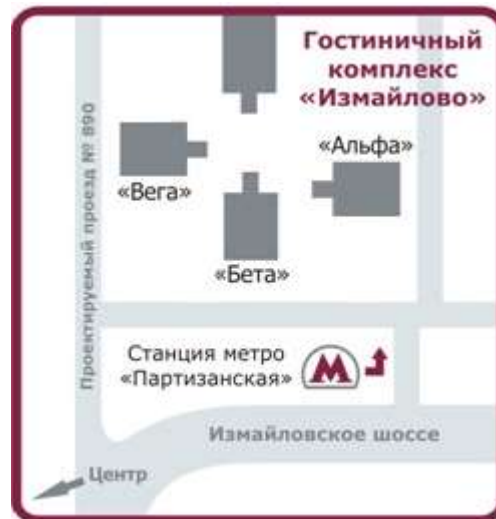 Гостиничный
комплекс
«Измайлово»
Проектируемый проезд № 890
«Альфа»
«Вега»
«Бета»
Станция метро
«Партизанская»
М
Измайловское шоссе
Центр